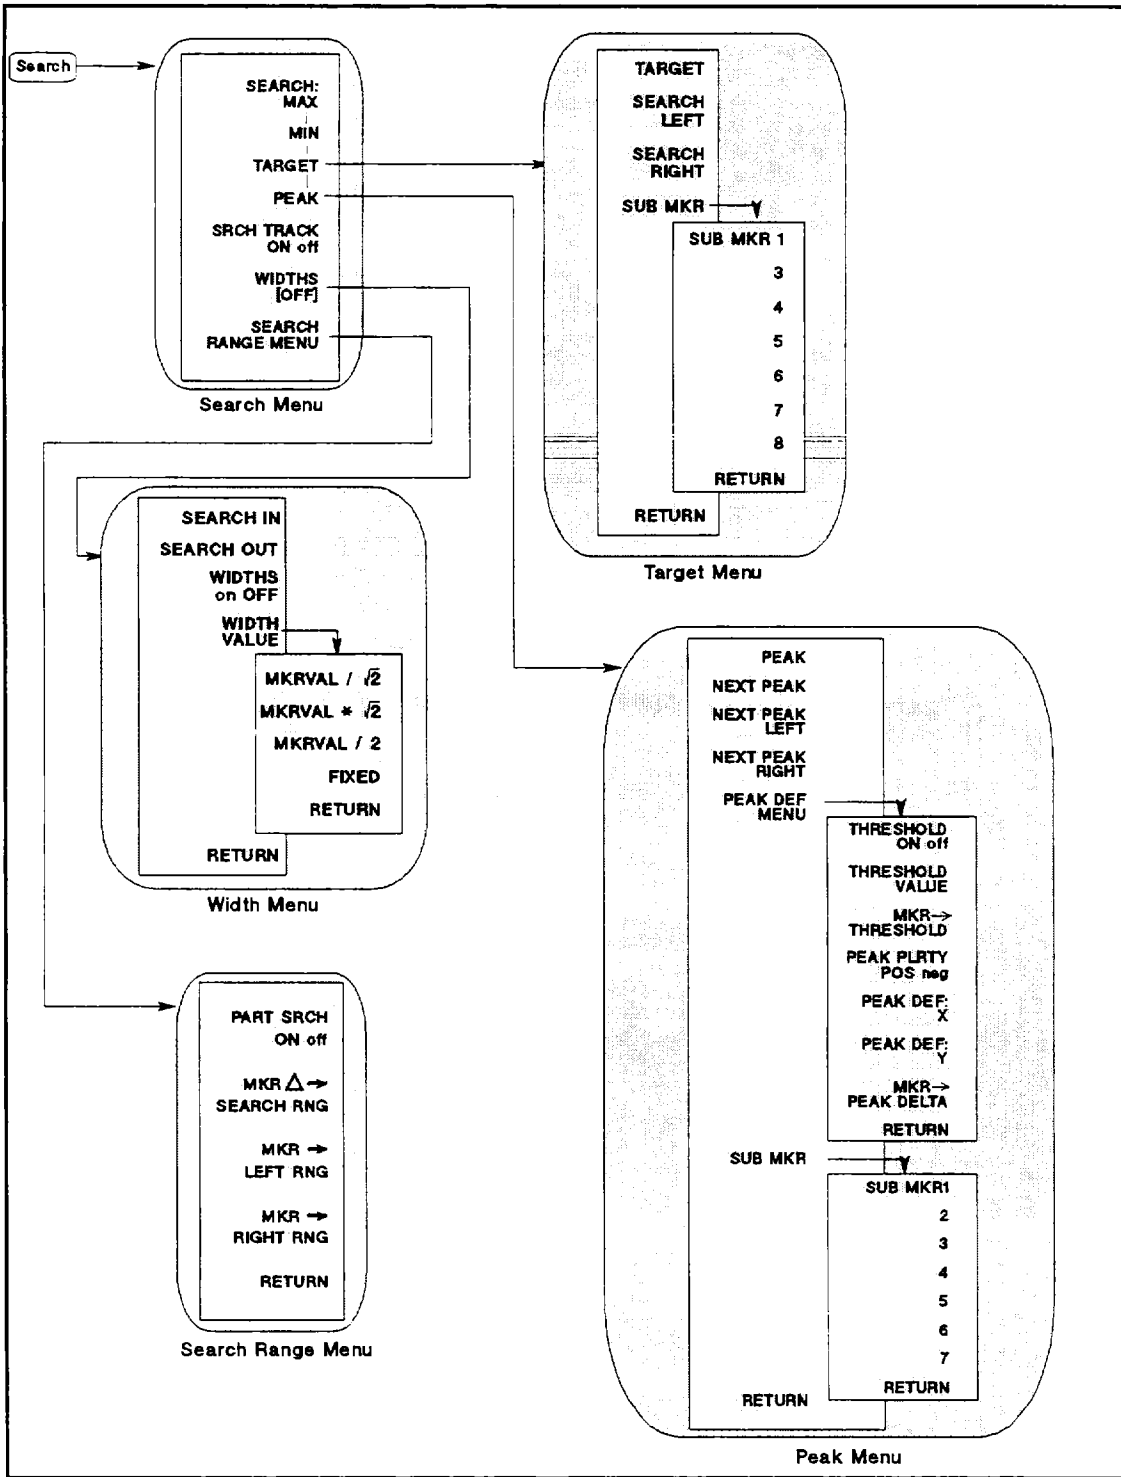 Search
SEARCH:
MAX
MIN
TARGET
PEAK
SRCH TRACK
ON off
WIDTHS
[OFF]
SEARCH
RANGE MENU
Search Menu
TARGET
SEARCH
LEFT
SEARCH
RIGHT
SUB MKR
SUB MKR 1
3
4
5
6
7
8
RETURN
RETURN
Target Menu
SEARCH IN
SEARCH OUT
WIDTHS
on OFF
WIDTH
VALUE
MKRVAL / √2
MKRVAL * √2
MKRVAL / 2
FIXED
RETURN
RETURN
Width Menu
PEAK
NEXT PEAK
NEXT PEAK
LEFT
NEXT PEAK
RIGHT
PEAK DEF
MENU
THRESHOLD
ON off
THRESHOLD
VALUE
MKR→
THRESHOLD
PEAK PLRTY
POS neg
PEAK DEF:
X
PEAK DEF:
Y
MKR→
PEAK DELTA
RETURN
SUB MKR
SUB MKR1
2
3
4
5
6
7
RETURN
RETURN
Peak Menu
PART SRCH
ON off
MKR △→
SEARCH RNG
MKR →
LEFT RNG
MKR →
RIGHT RNG
RETURN
Search Range Menu